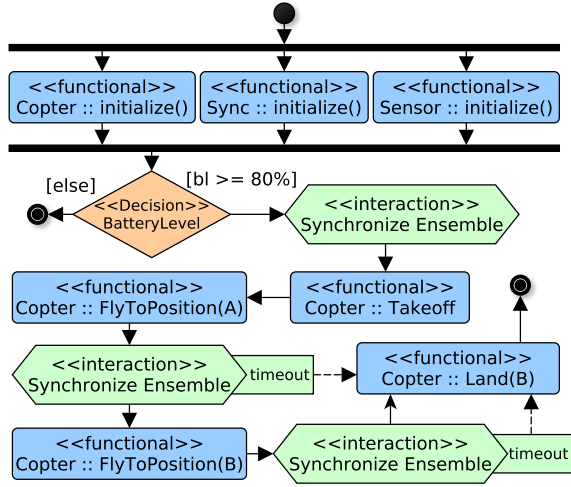 <<functional>>
Copter :: initialize()
<<functional>>
Sync :: initialize()
<<functional>>
Sensor :: initialize()
[else]
[bl >= 80%]
<<Decision>>
BatteryLevel
<<interaction>>
Synchronize Ensemble
<<functional>>
Copter :: FlyToPosition(A)
<<functional>>
Copter :: Takeoff
<<interaction>>
Synchronize Ensemble
timeout
<<functional>>
Copter :: Land(B)
<<functional>>
Copter :: FlyToPosition(B)
<<interaction>>
Synchronize Ensemble
timeout